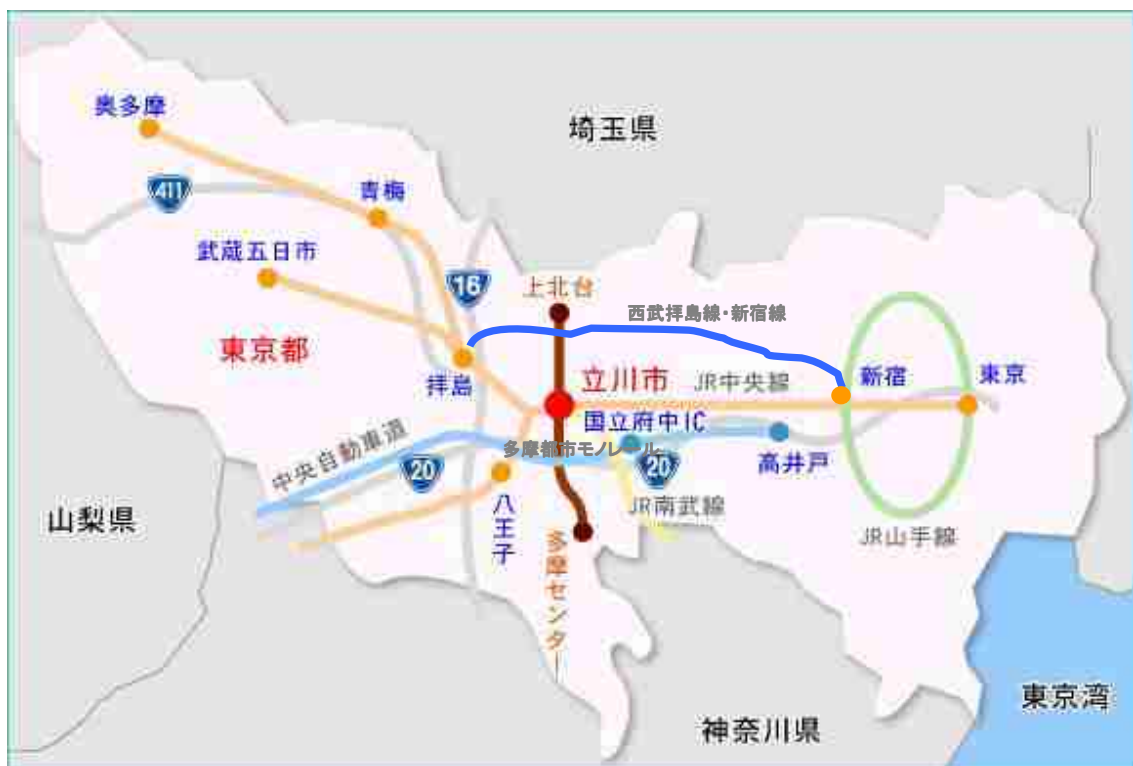 奥多摩
埼玉県
411
青梅
武蔵五日市
16
上北台
西武拝島線・新宿線
東京都
拝島
立川市
JR中央線
新宿
東京
国立府中IC
多摩都市モノレール
中央自動車道
20
20
高井戸
八王子
JR南武線
JR山手線
山梨県
多摩センター
東京湾
神奈川県